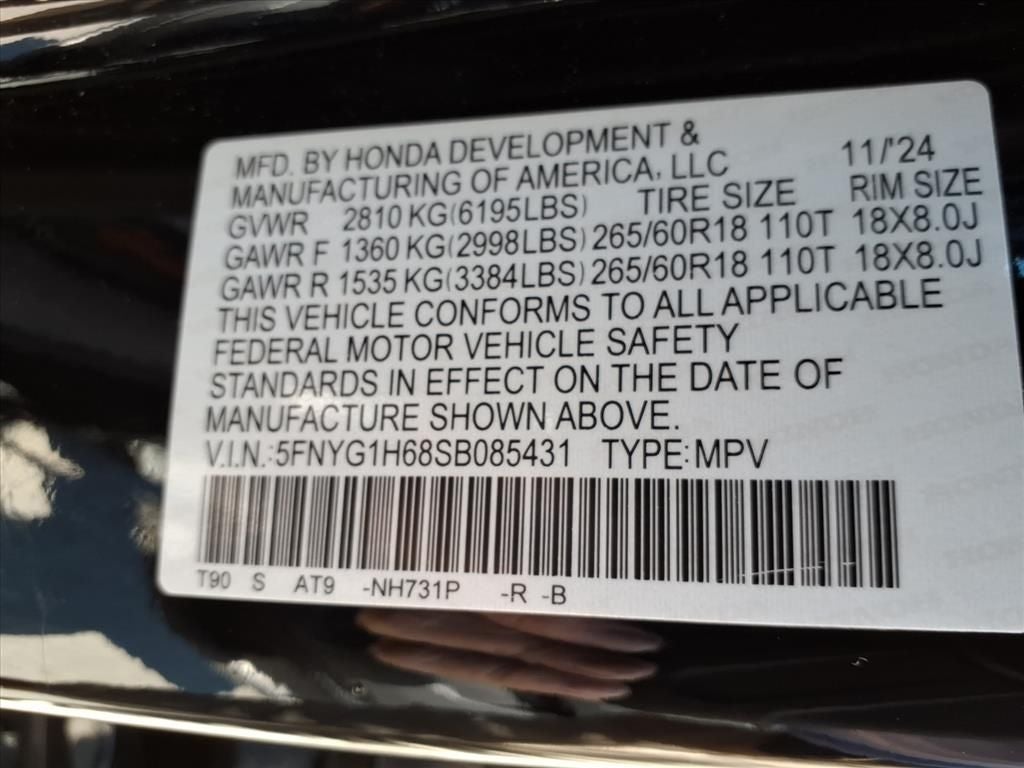 MFD. BY HONDA DEVELOPMENT &
MANUFACTURING OF AMERICA, LLC 11/'24
GVWR 2810 KG(6195LBS) TIRE SIZE RIM SIZE
GAWR F 1360 KG(2998LBS) 265/60R18 110T 18X8.0J
GAWR R 1535 KG(3384LBS) 265/60R18 110T 18X8.0J
THIS VEHICLE CONFORMS TO ALL APPLICABLE
FEDERAL MOTOR VEHICLE SAFETY
STANDARDS IN EFFECT ON THE DATE OF
MANUFACTURE SHOWN ABOVE.
V.I.N.:5FNYG1H68SB085431 TYPE:MPV
T90 S AT9 -NH731P -R -B